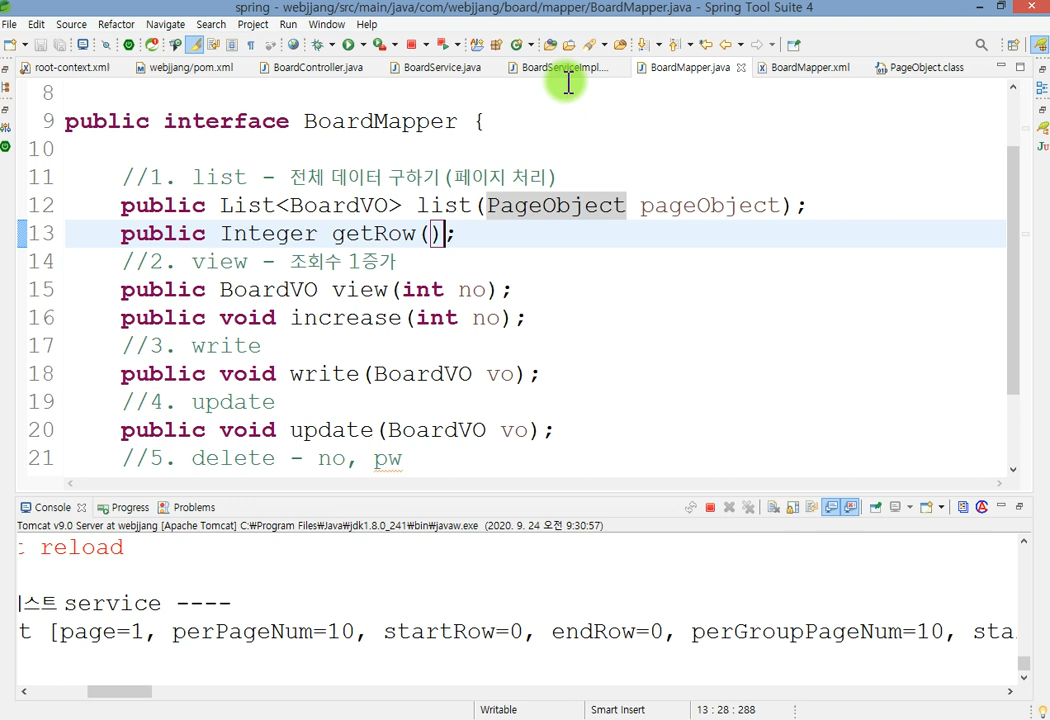 spring - webjjang/src/main/java/com/webjjang/board/mapper/BoardMapper.java - Spring Tool Suite 4
File Edit Source Refactor Navigate Search Project Run Window Help
root-context.xml webjjang/pom.xml BoardController.java BoardService.java BoardServiceImpl.... BoardMapper.java BoardMapper.xml PageObject.class
8
9 public interface BoardMapper {
10
11 //1. list - 전체 데이터 구하기(페이지 처리)
12 public List<BoardVO> list(PageObject pageObject);
13 public Integer getRow();
14 //2. view - 조회수 1증가
15 public BoardVO view(int no);
16 public void increase(int no);
17 //3. write
18 public void write(BoardVO vo);
19 //4. update
20 public void update(BoardVO vo);
21 //5. delete - no, pw
Console Progress Problems
Tomcat v9.0 Server at webjjang [Apache Tomcat] C:₩Program Files₩Java₩jdk1.8.0_241₩bin₩javaw.exe (2020. 9. 24 오전 9:30:57)
t reload
스트 service ----
t [page=1, perPageNum=10, startRow=0, endRow=0, perGroupPageNum=10, sta
Writable Smart Insert 13 : 28 : 288